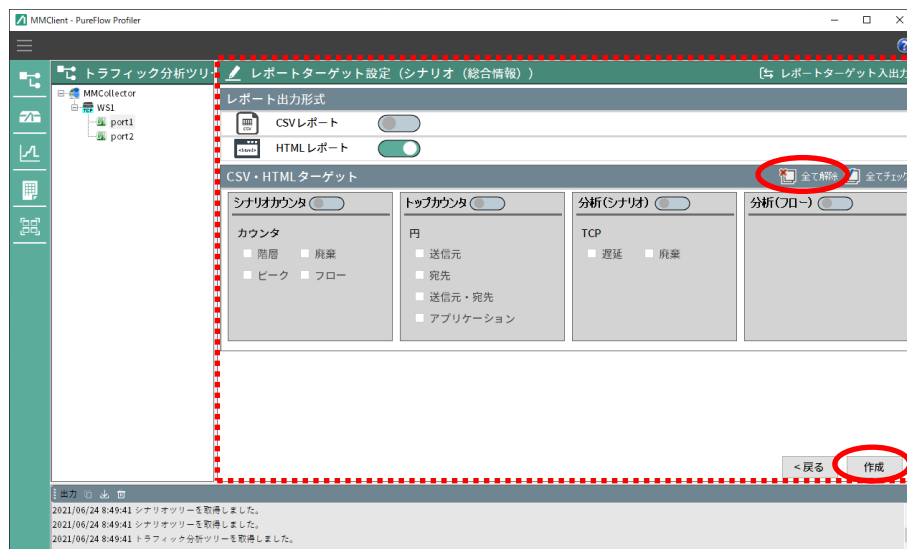 MMClient - PureFlow Profiler
トラフィック分析ツリ
MMCollector
WS1
TCP
port1
port2
レポートターゲット設定（シナリオ（総合情報））
レポートターゲット入出力
レポート出力形式
CSVレポート
HTMLレポート
CSV・HTMLターゲット
全て解除
全てチェック
シナリオカウンタ
トップカウンタ
分析(シナリオ)
分析(フロー)
カウンタ
階層
廃棄
ピーク
フロー
円
送信元
宛先
送信元・宛先
アプリケーション
TCP
遅延
廃棄
<戻る
作成
出力
2021/06/24 8:49:41 シナリオツリーを取得しました。
2021/06/24 8:49:41 シナリオツリーを取得しました。
2021/06/24 8:49:41 トラフィック分析ツリーを取得しました。